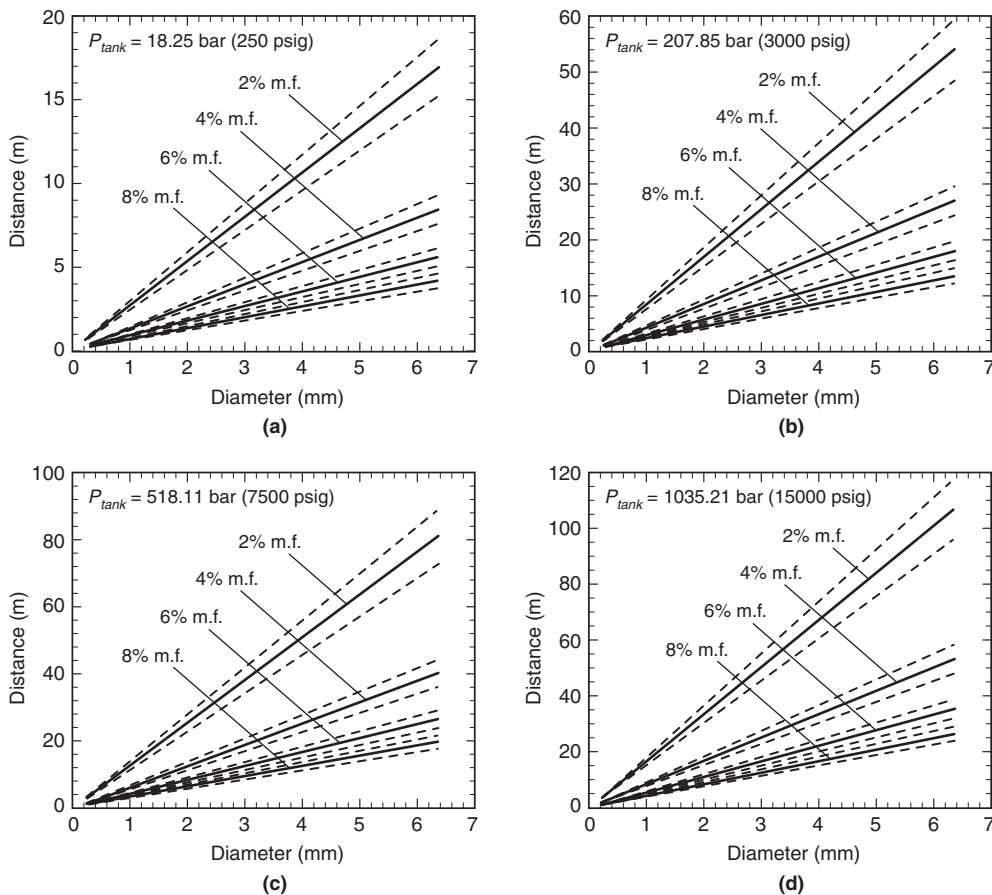 P_tank = 18.25 bar (250 psig)
2% m.f.
4% m.f.
6% m.f.
8% m.f.
Distance (m)
20
15
10
5
0
0 1 2 3 4 5 6 7
Diameter (mm)
(a)
P_tank = 207.85 bar (3000 psig)
2% m.f.
4% m.f.
6% m.f.
8% m.f.
Distance (m)
60
50
40
30
20
10
0
0 1 2 3 4 5 6 7
Diameter (mm)
(b)
P_tank = 518.11 bar (7500 psig)
2% m.f.
4% m.f.
6% m.f.
8% m.f.
Distance (m)
100
80
60
40
20
0
0 1 2 3 4 5 6 7
Diameter (mm)
(c)
P_tank = 1035.21 bar (15000 psig)
2% m.f.
4% m.f.
6% m.f.
8% m.f.
Distance (m)
120
100
80
60
40
20
0
0 1 2 3 4 5 6 7
Diameter (mm)
(d)